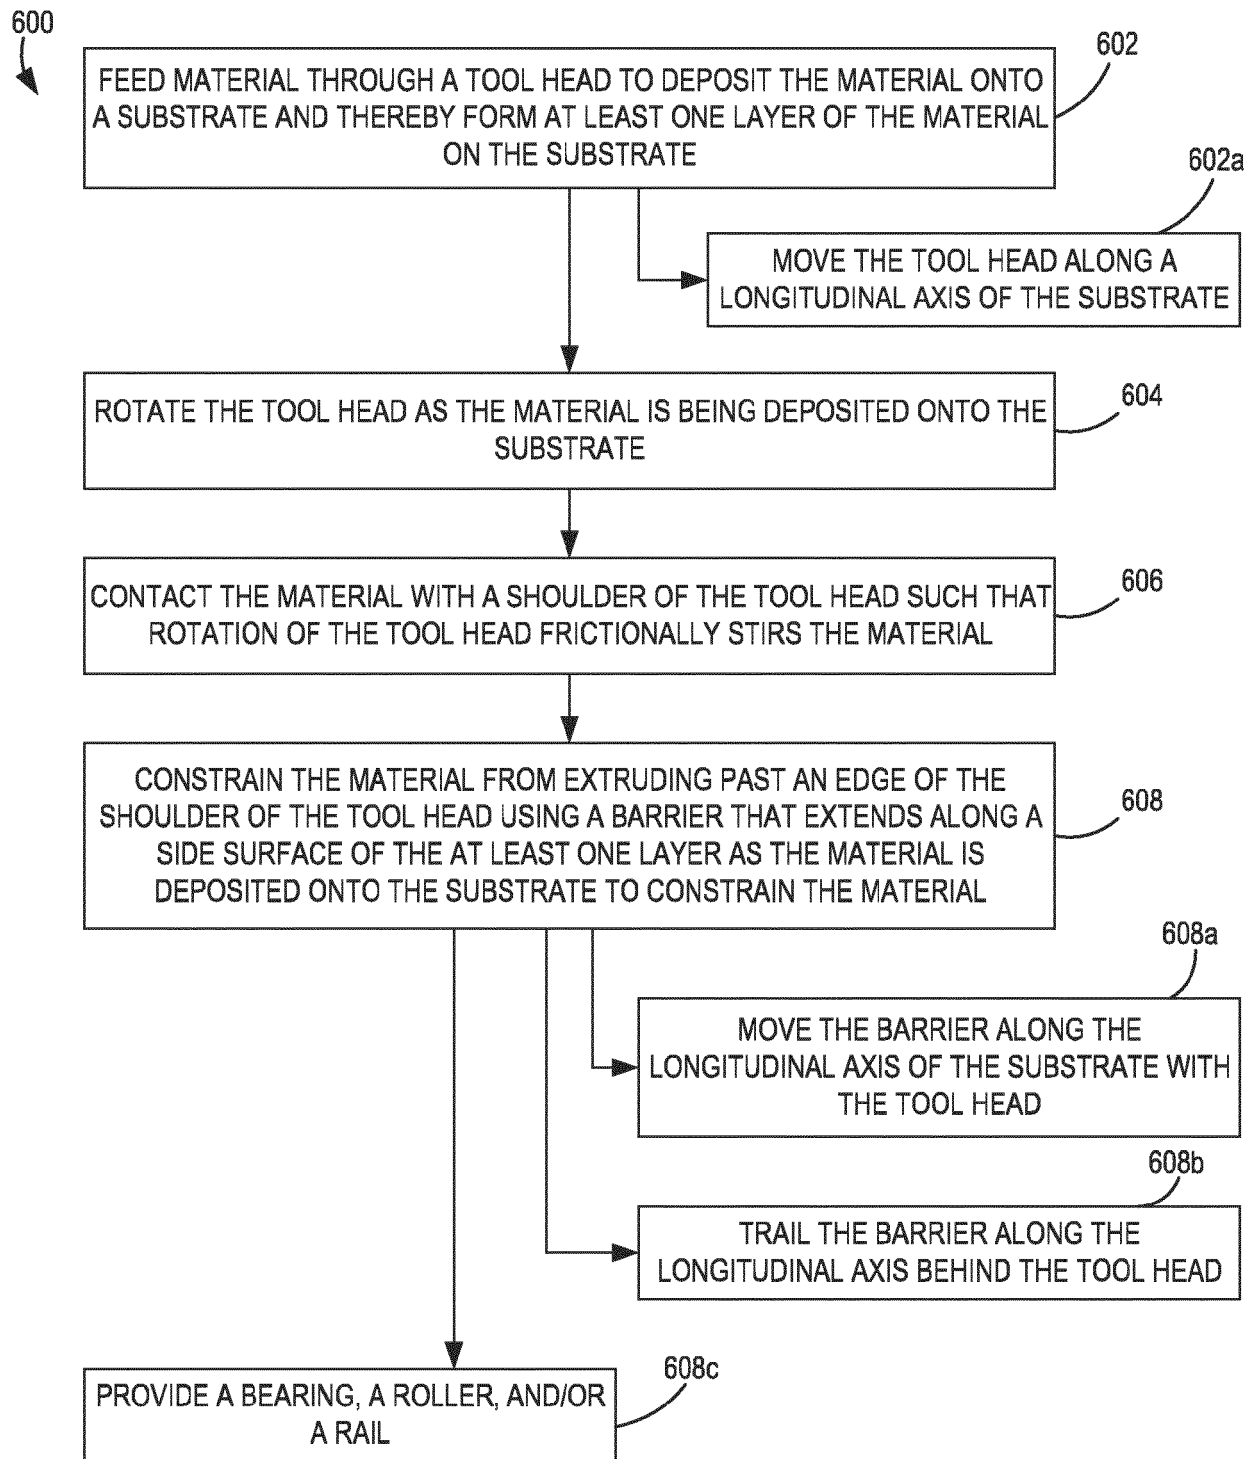 600
602
FEED MATERIAL THROUGH A TOOL HEAD TO DEPOSIT THE MATERIAL ONTO
A SUBSTRATE AND THEREBY FORM AT LEAST ONE LAYER OF THE MATERIAL
ON THE SUBSTRATE
602a
MOVE THE TOOL HEAD ALONG A
LONGITUDINAL AXIS OF THE SUBSTRATE
604
ROTATE THE TOOL HEAD AS THE MATERIAL IS BEING DEPOSITED ONTO THE
SUBSTRATE
606
CONTACT THE MATERIAL WITH A SHOULDER OF THE TOOL HEAD SUCH THAT
ROTATION OF THE TOOL HEAD FRICTIONALLY STIRS THE MATERIAL
608
CONSTRAIN THE MATERIAL FROM EXTRUDING PAST AN EDGE OF THE
SHOULDER OF THE TOOL HEAD USING A BARRIER THAT EXTENDS ALONG A
SIDE SURFACE OF THE AT LEAST ONE LAYER AS THE MATERIAL IS
DEPOSITED ONTO THE SUBSTRATE TO CONSTRAIN THE MATERIAL
608a
MOVE THE BARRIER ALONG THE
LONGITUDINAL AXIS OF THE SUBSTRATE WITH
THE TOOL HEAD
608b
TRAIL THE BARRIER ALONG THE
LONGITUDINAL AXIS BEHIND THE TOOL HEAD
608c
PROVIDE A BEARING, A ROLLER, AND/OR
A RAIL